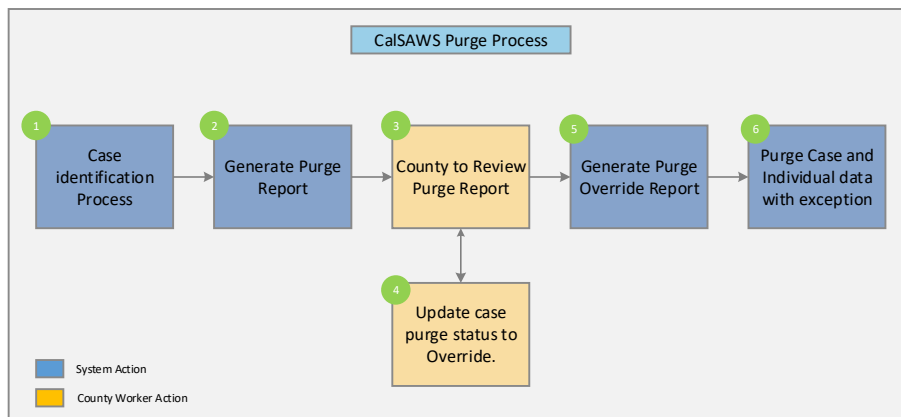 CalSAWS Purge Process
1
Case
identification
Process
2
Generate Purge
Report
3
County to Review
Purge Report
5
Generate Purge
Override Report
6
Purge Case and
Individual data
with exception
4
Update case
purge status to
Override.
System Action
County Worker Action